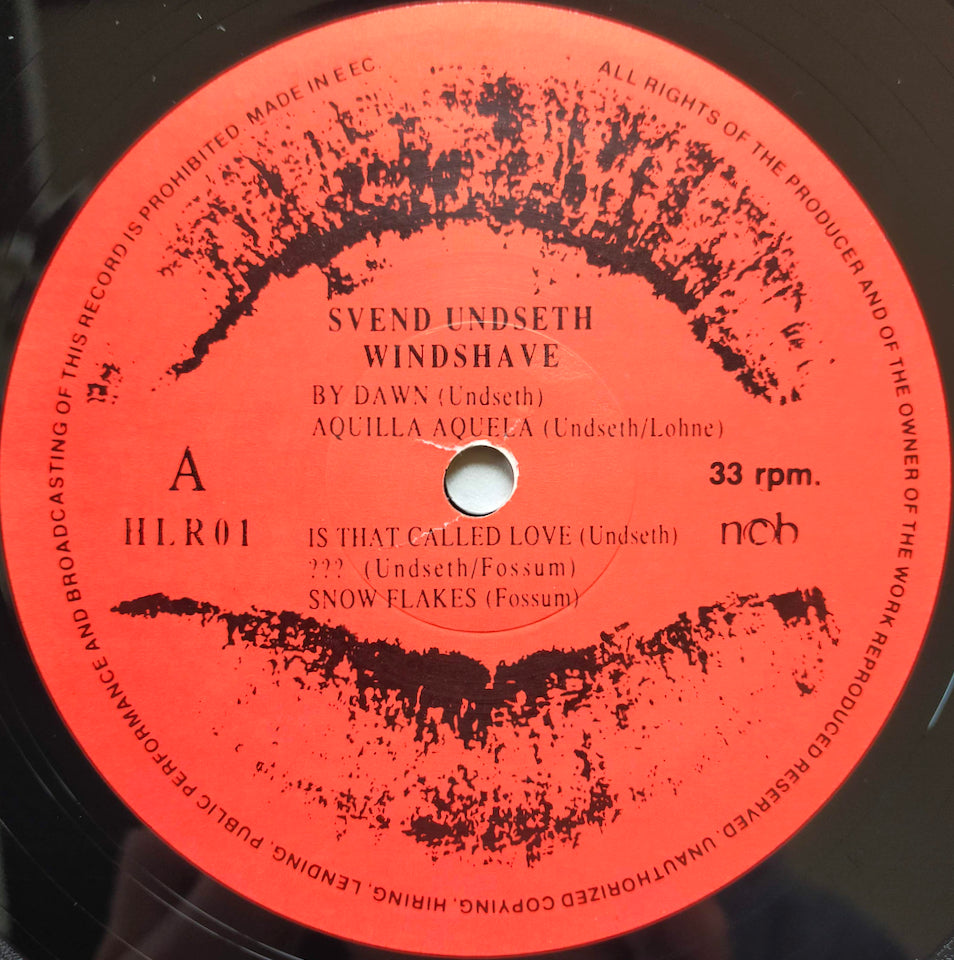 ALL RIGHTS OF THE PRODUCER AND OF THE OWNER OF THE WORK REPRODUCED RESERVED. UNAUTHORIZED COPYING, HIRING, LENDING, PUBLIC PERFORMANCE AND BROADCASTING OF THIS RECORD IS PROHIBITED. MADE IN E EC
SVEND UNDSETH
WINDSHAVE
BY DAWN (Undseth)
AQUILLA AQUELA (Undseth/Lohne)
A
33 rpm.
HLR01
IS THAT CALLED LOVE (Undseth)
ncb
??? (Undseth/Fossum)
SNOW FLAKES (Fossum)